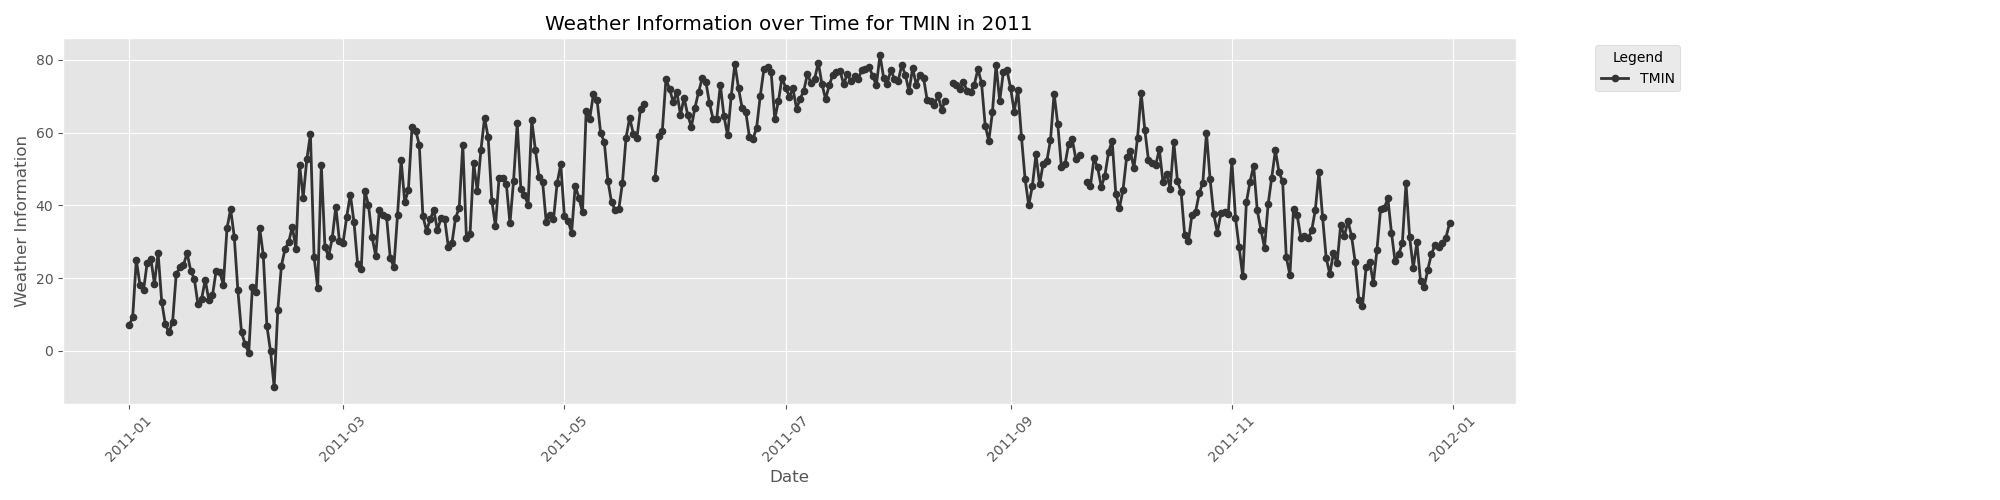 Weather Information over Time for TMIN in 2011
Weather Information
80
60
40
20
0
2011-01
2011-03
2011-05
2011-07
2011-09
2011-11
2012-01
Date
Legend
TMIN